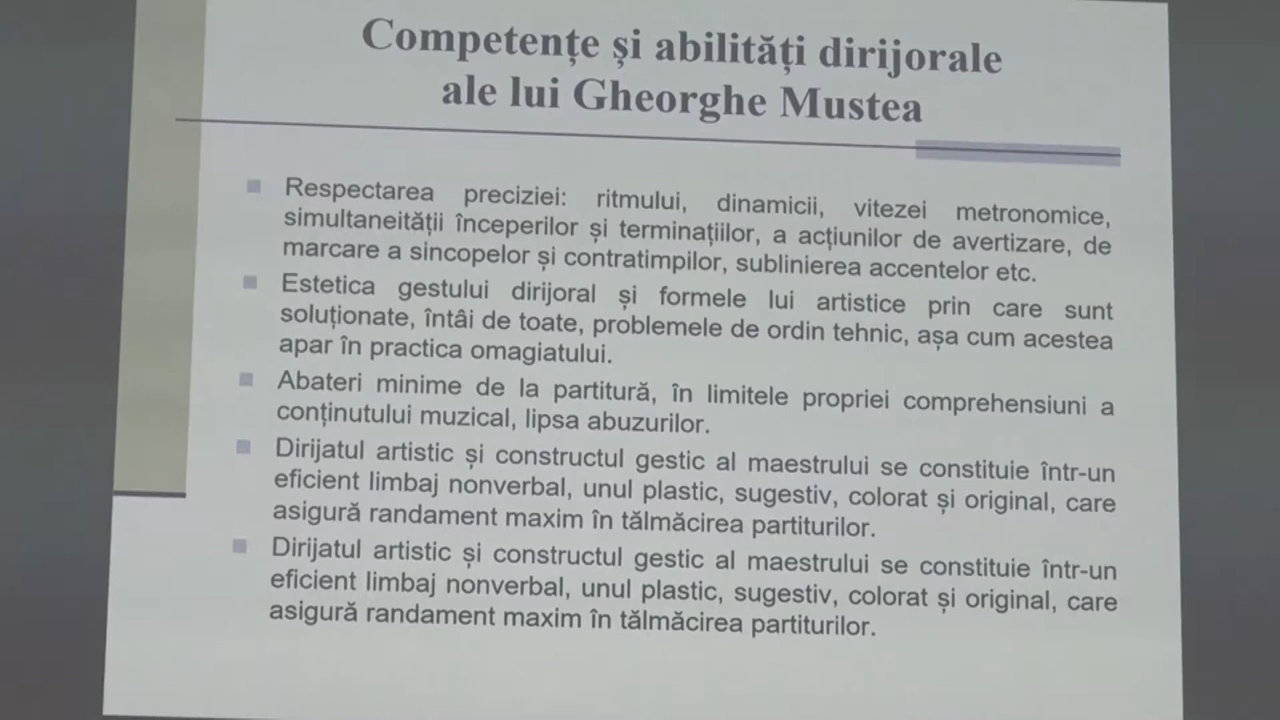 Competențe și abilități dirijorale
ale lui Gheorghe Mustea
Respectarea preciziei: ritmului, dinamicii, vitezei metronomice,
simultaneității începerilor și terminațiilor, a acțiunilor de avertizare, de
marcare a sincopelor și contratimpilor, sublinierea accentelor etc.
Estetica gestului dirijoral și formele lui artistice prin care sunt
soluționate, întâi de toate, problemele de ordin tehnic, așa cum acestea
apar în practica omagiatului.
Abateri minime de la partitură, în limitele propriei comprehensiuni a
conținutului muzical, lipsa abuzurilor.
Dirijatul artistic și constructul gestic al maestrului se constituie într-un
eficient limbaj nonverbal, unul plastic, sugestiv, colorat și original, care
asigură randament maxim în tălmăcirea partiturilor.
Dirijatul artistic și constructul gestic al maestrului se constituie într-un
eficient limbaj nonverbal, unul plastic, sugestiv, colorat și original, care
asigură randament maxim în tălmăcirea partiturilor.